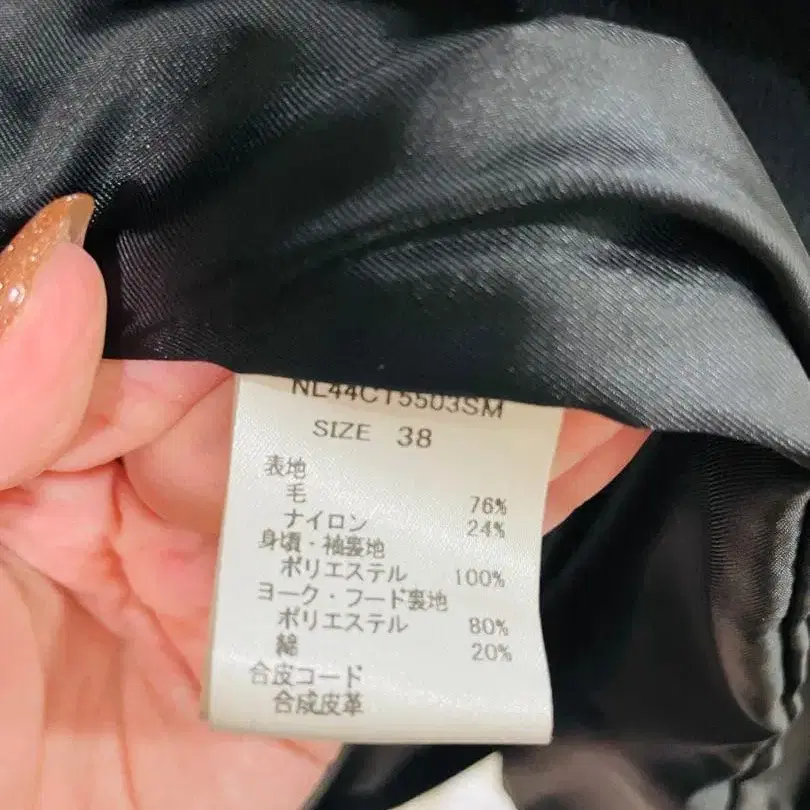 NL44CT5503SM
SIZE 38
表地
毛 76%
ナイロン 24%
身頃・袖裏地
ポリエステル 100%
ヨーク・フード裏地
ポリエステル 80%
綿 20%
合皮コード
合成皮革